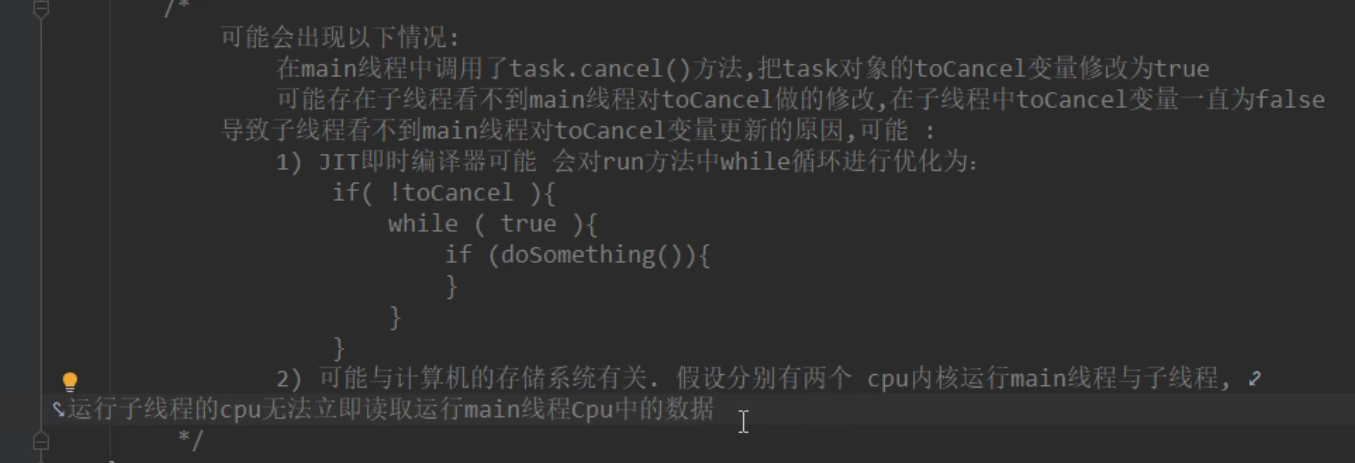 /*
可能会出现以下情况:
在main线程中调用了task.cancel()方法,把task对象的toCancel变量修改为true
可能存在子线程看不到main线程对toCancel做的修改,在子线程中toCancel变量一直为false
导致子线程看不到main线程对toCancel变量更新的原因,可能 :
1) JIT即时编译器可能 会对run方法中while循环进行优化为:
if( !toCancel ){
while ( true ){
if (doSomething()){
}
}
}
2) 可能与计算机的存储系统有关. 假设分别有两个 cpu内核运行main线程与子线程,
运行子线程的cpu无法立即读取运行main线程Cpu中的数据
*/